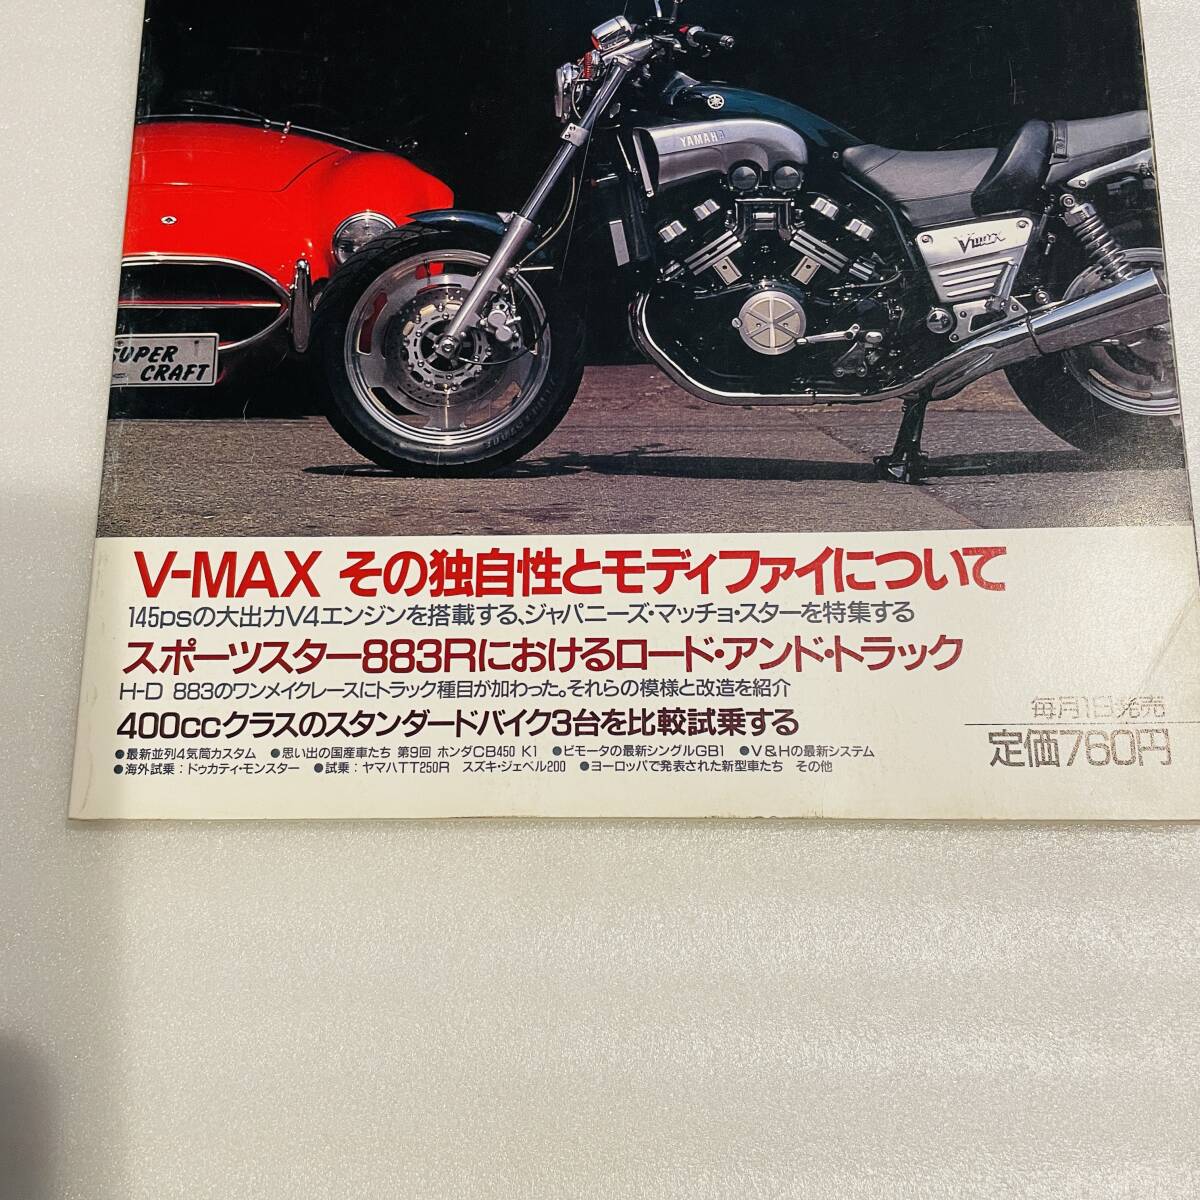 YAMAHA
Vmax
SUPER
CRAFT
V-MAX その独自性とモディファイについて
145psの大出力V4エンジンを搭載する、ジャパニーズ・マッチョ・スターを特集する
スポーツスター883Rにおけるロード・アンド・トラック
H-D 883のワンメイクレースにトラック種目が加わった。それらの模様と改造を紹介
400ccクラスのスタンダードバイク3台を比較試乗する
●最新並列4気筒カスタム ●思い出の国産車たち 第9回 ホンダCB450 K1 ●ビモータの最新シングルGB1 ●V&Hの最新システム
●海外試乗：ドゥカティ・モンスター ●試乗：ヤマハTT250R スズキ・ジェベル200 ●ヨーロッパで発表された新型車たち その他
毎月1日発売
定価760円